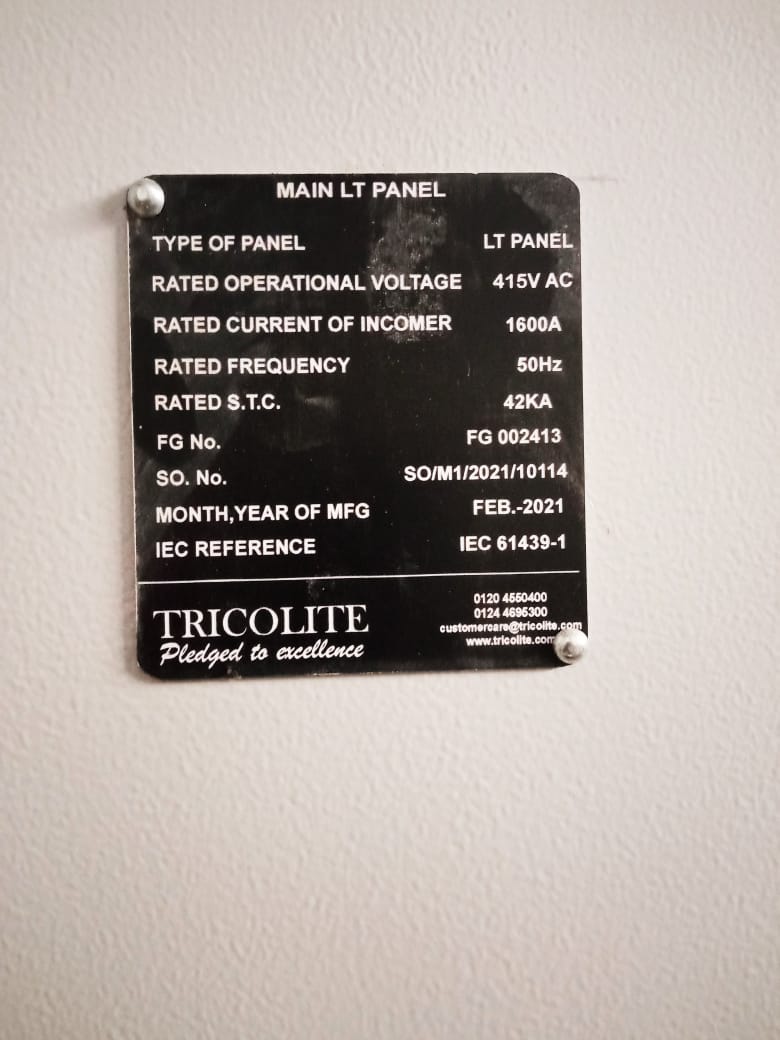 MAIN LT PANEL
TYPE OF PANEL LT PANEL
RATED OPERATIONAL VOLTAGE 415V AC
RATED CURRENT OF INCOMER 1600A
RATED FREQUENCY 50Hz
RATED S.T.C. 42KA
FG No. FG 002413
SO. No. SO/M1/2021/10114
MONTH,YEAR OF MFG FEB.-2021
IEC REFERENCE IEC 61439-1
TRICOLITE
Pledged to excellence
0120 4550400
0124 4695300
customercare@tricolite.com
www.tricolite.com